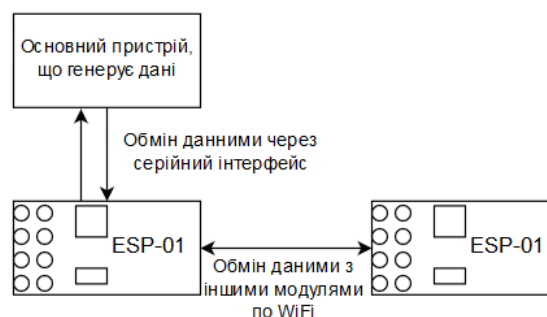 Основний пристрій,
що генерує дані
Обмін данними через
серійний інтерфейс
ESP-01
ESP-01
Обмін даними з
іншими модулями
по WiFi